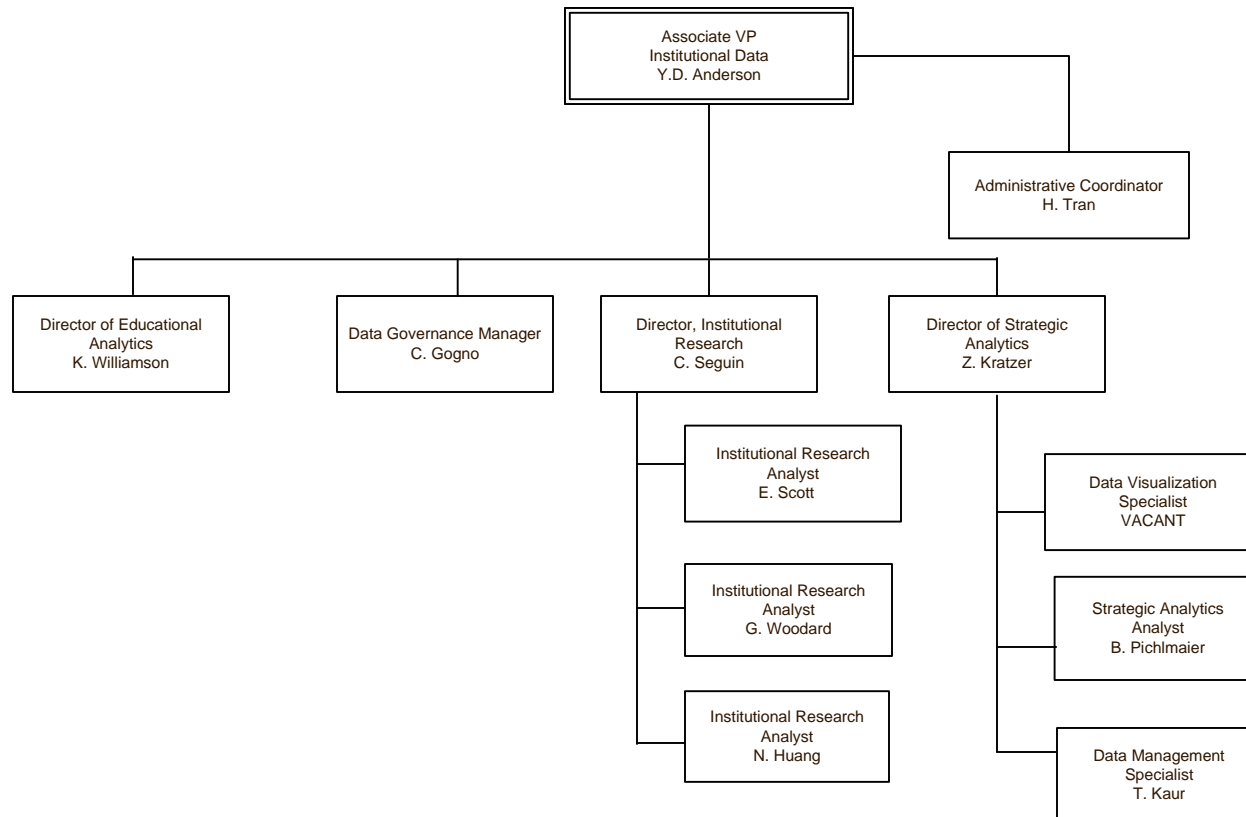 Associate VP
Institutional Data
Y.D. Anderson
Administrative Coordinator
H. Tran
Director of Educational
Analytics
K. Williamson
Data Governance Manager
C. Gogno
Director, Institutional
Research
C. Seguin
Director of Strategic
Analytics
Z. Kratzer
Institutional Research
Analyst
E. Scott
Institutional Research
Analyst
G. Woodard
Institutional Research
Analyst
N. Huang
Data Visualization
Specialist
VACANT
Strategic Analytics
Analyst
B. Pichlmaier
Data Management
Specialist
T. Kaur